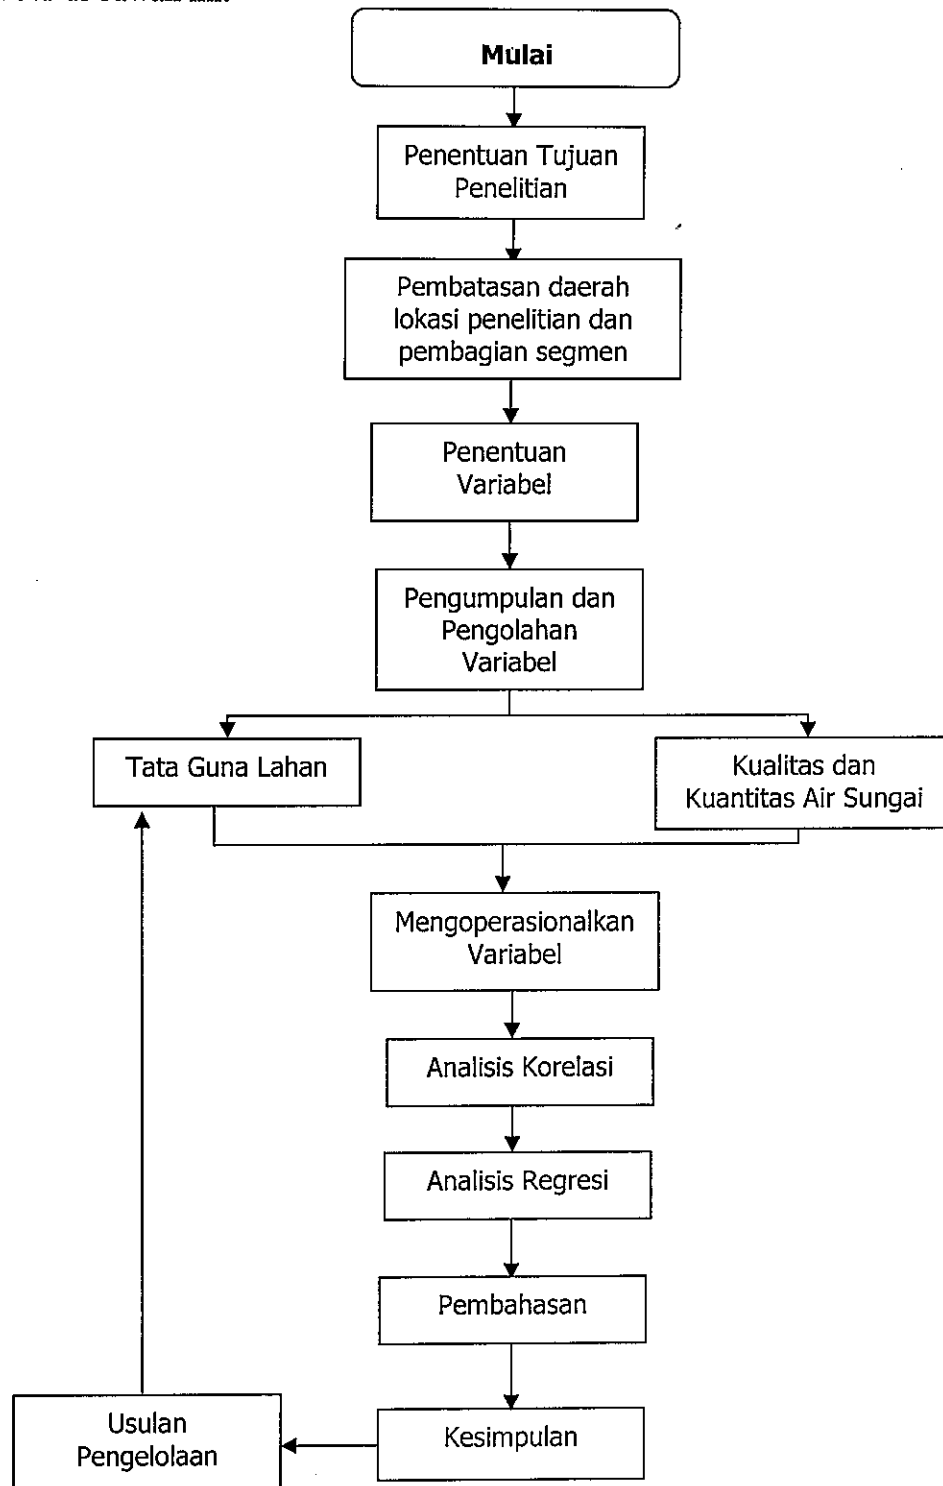 Mulai
Penentuan Tujuan
Penelitian
Pembatasan daerah
lokasi penelitian dan
pembagian segmen
Penentuan
Variabel
Pengumpulan dan
Pengolahan
Variabel
Tata Guna Lahan
Kualitas dan
Kuantitas Air Sungai
Mengoperasionalkan
Variabel
Analisis Korelasi
Analisis Regresi
Pembahasan
Usulan
Pengelolaan
Kesimpulan